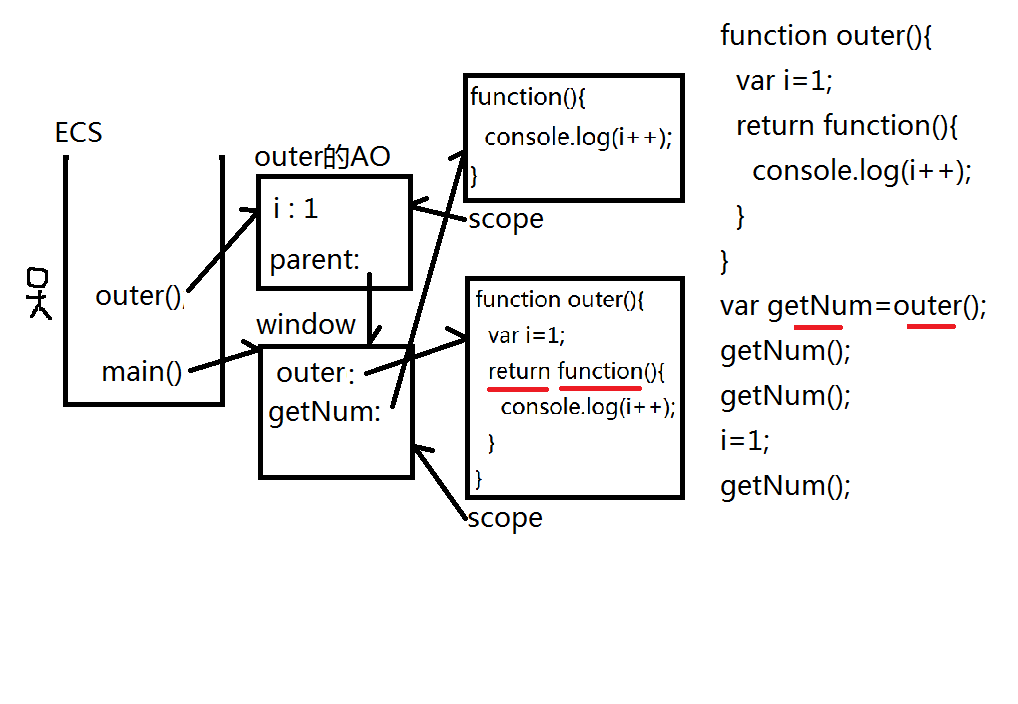 ECS
outer();
main()
outer的AO
i : 1
parent:
window
outer:
getNum:
function(){
console.log(i++);
}
scope
function outer(){
var i=1;
return function(){
console.log(i++);
}
}
scope
function outer(){
var i=1;
return function(){
console.log(i++);
}
}
var getNum=outer();
getNum();
getNum();
i=1;
getNum();